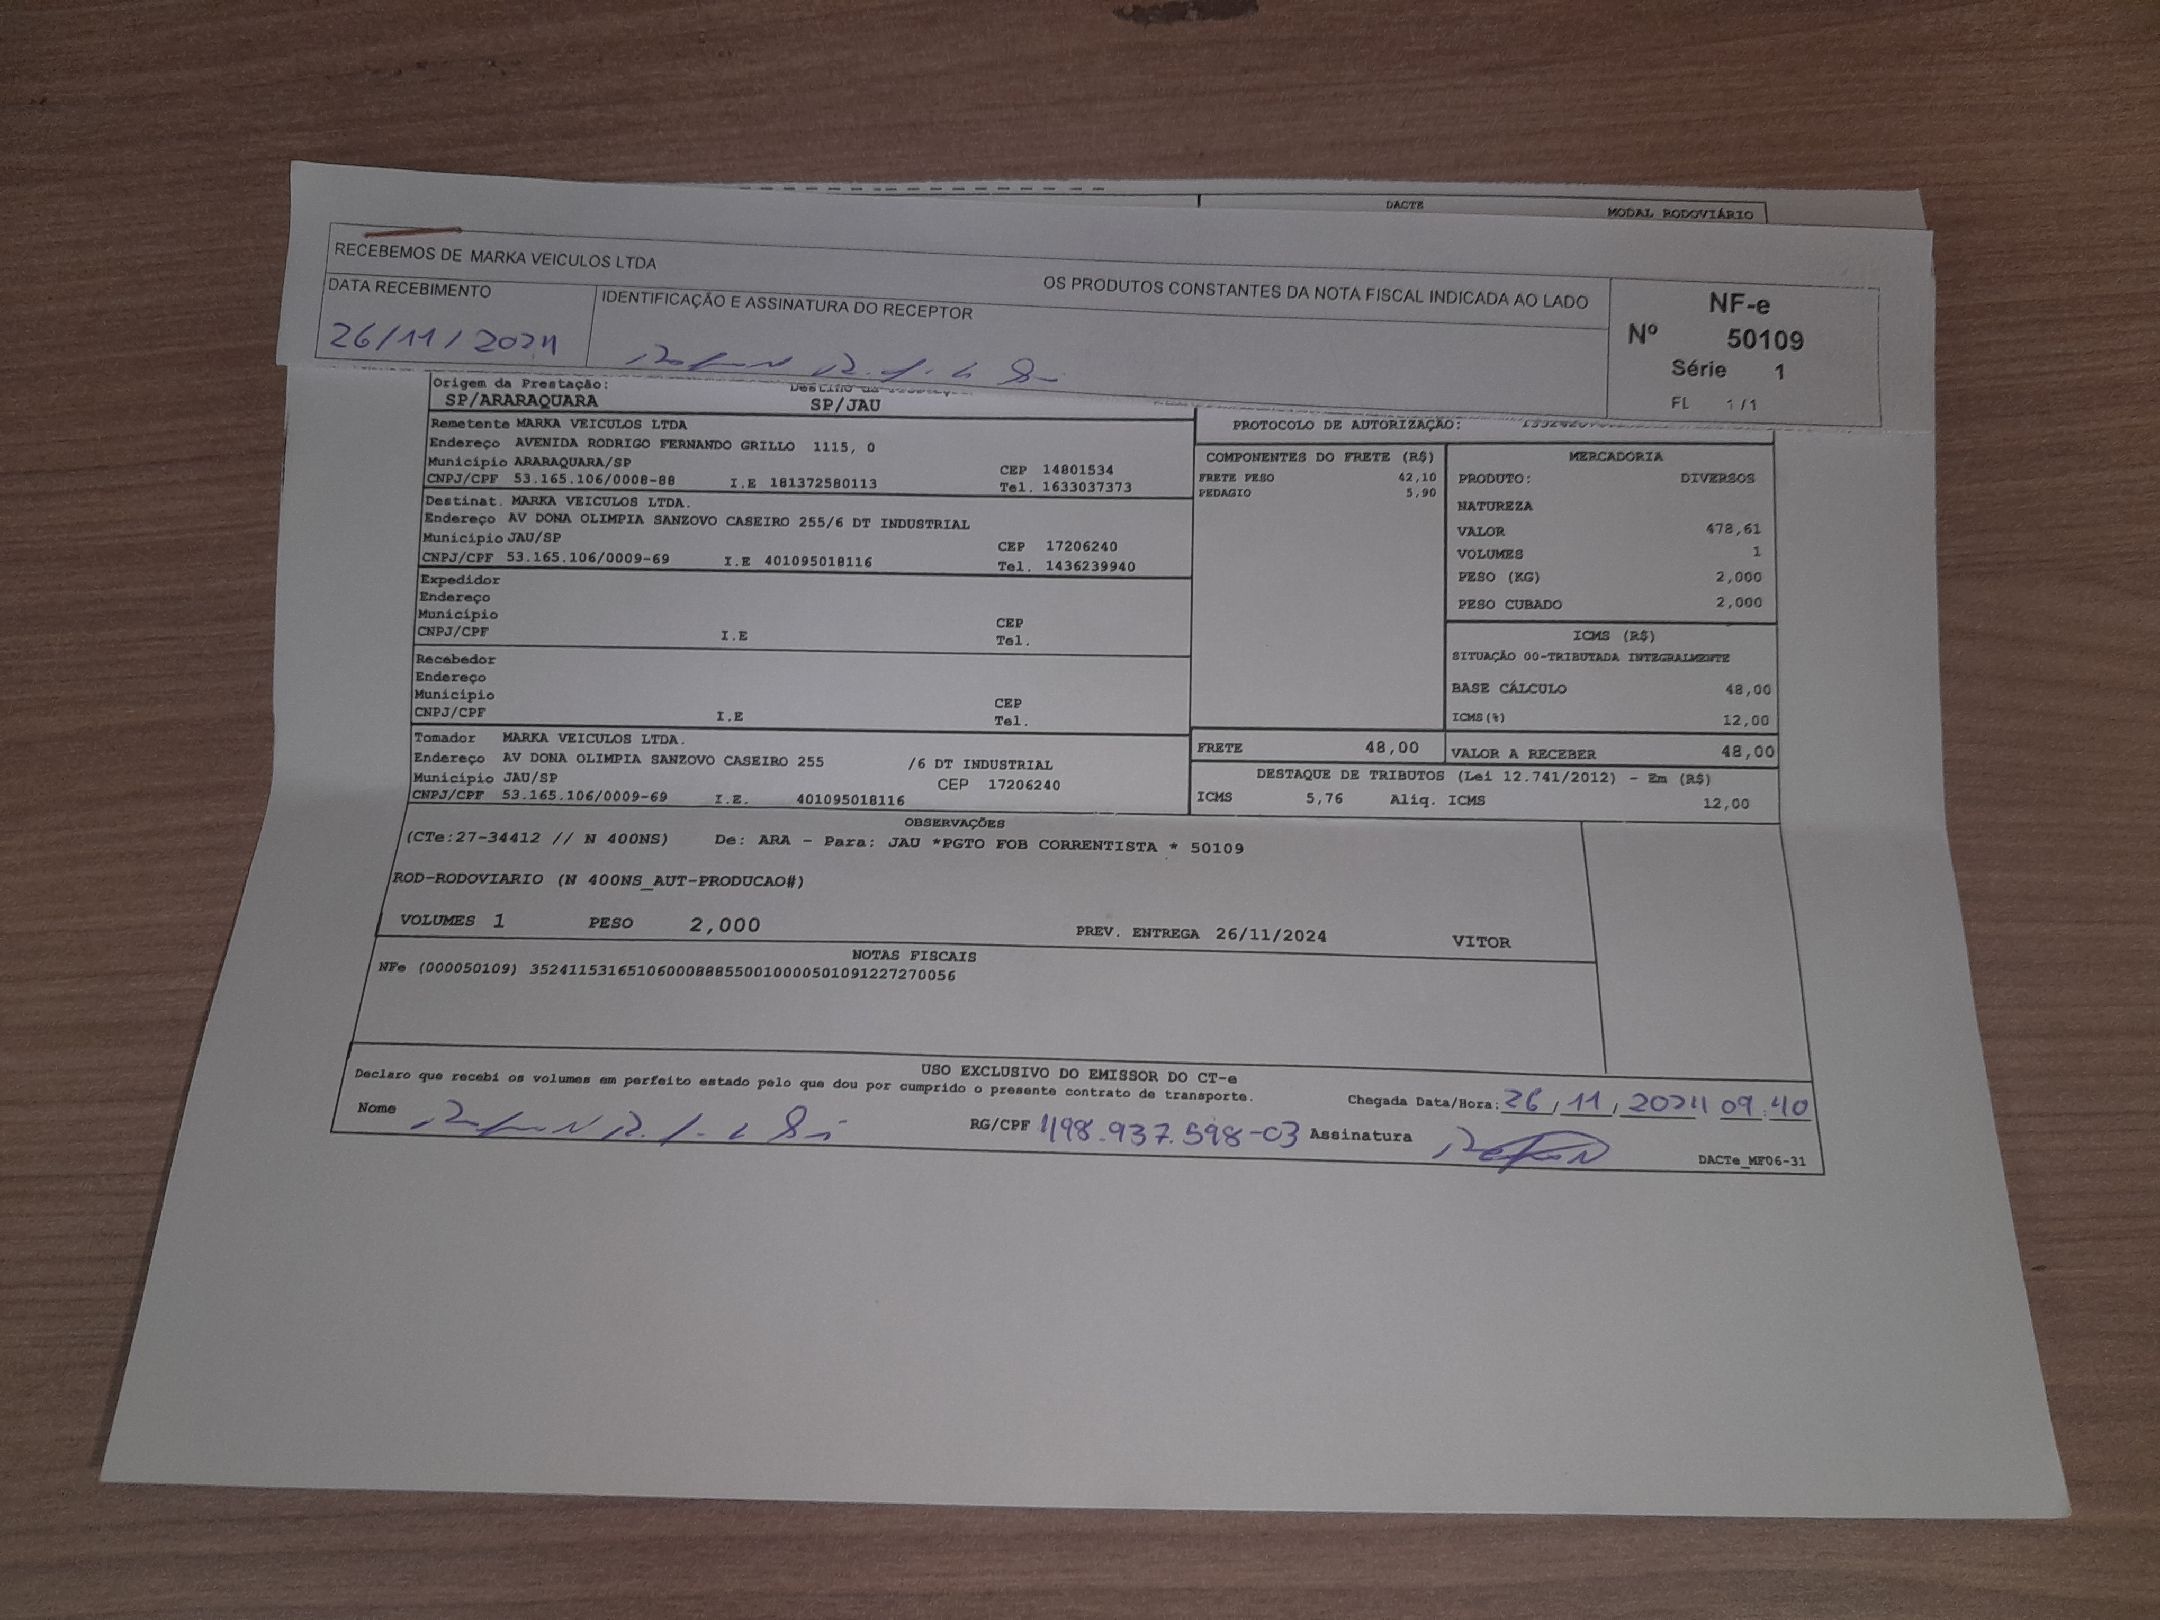 DACTE MODAL RODOVIÁRIO
RECEBEMOS DE MARKA VEICULOS LTDA OS PRODUTOS CONSTANTES DA NOTA FISCAL INDICADA AO LADO
DATA RECEBIMENTO IDENTIFICAÇÃO E ASSINATURA DO RECEPTOR
26/11/2024
NF-e
Nº 50109
Série 1
FL 1/1
Origem da Prestação:
SP/ARARAQUARA SP/JAU
Remetente MARKA VEICULOS LTDA
Endereço AVENIDA RODRIGO FERNANDO GRILLO 1115, 0
Município ARARAQUARA/SP CEP 14801534
CNPJ/CPF 53.165.106/0008-88 I.E 181372580113 Tel. 1633037373
Destinat. MARKA VEICULOS LTDA.
Endereço AV DONA OLIMPIA SANZOVO CASEIRO 255/6 DT INDUSTRIAL
Município JAU/SP CEP 17206240
CNPJ/CPF 53.165.106/0009-69 I.E 401095018116 Tel. 1436239940
Expedidor
Endereço
Município CEP
CNPJ/CPF I.E Tel.
Recebedor
Endereço
Município CEP
CNPJ/CPF I.E Tel.
Tomador MARKA VEICULOS LTDA.
Endereço AV DONA OLIMPIA SANZOVO CASEIRO 255 /6 DT INDUSTRIAL
Município JAU/SP CEP 17206240
CNPJ/CPF 53.165.106/0009-69 I.E. 401095018116
PROTOCOLO DE AUTORIZAÇÃO:
COMPONENTES DO FRETE (R$)
FRETE PESO 42,10
PEDAGIO 5,90
MERCADORIA
PRODUTO: DIVERSOS
NATUREZA
VALOR 478,61
VOLUMES 1
PESO (KG) 2,000
PESO CUBADO 2,000
ICMS (R$)
SITUAÇÃO 00-TRIBUTADA INTEGRALMENTE
BASE CÁLCULO 48,00
ICMS(%) 12,00
FRETE 48,00 VALOR A RECEBER 48,00
DESTAQUE DE TRIBUTOS (Lei 12.741/2012) - Em (R$)
ICMS 5,76 Aliq. ICMS 12,00
OBSERVAÇÕES
(CTe:27-34412 // N 400NS) De: ARA - Para: JAU *PGTO FOB CORRENTISTA * 50109
ROD-RODOVIARIO (N 400NS_AUT-PRODUCAO#)
VOLUMES 1 PESO 2,000 PREV. ENTREGA 26/11/2024 VITOR
NOTAS FISCAIS
NFe (000050109) 35241153165106000888550010000501091227270056
USO EXCLUSIVO DO EMISSOR DO CT-e
Declaro que recebi os volumes em perfeito estado pelo que dou por cumprido o presente contrato de transporte.
Chegada Data/Hora: 26/11/2024 09:40
Nome RG/CPF 498.937.598-03 Assinatura
DACTe_MF06-31